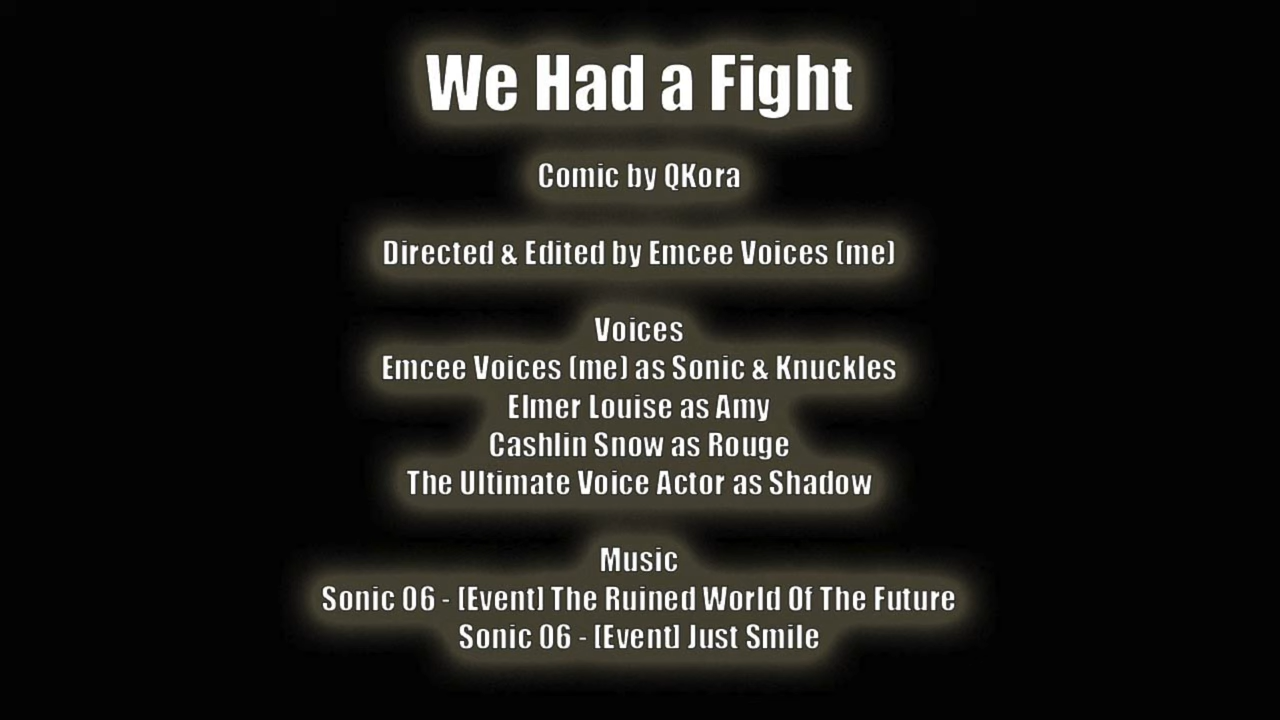 We Had a Fight
Comic by QKora
Directed & Edited by Emcee Voices (me)
Voices
Emcee Voices (me) as Sonic & Knuckles
Elmer Louise as Amy
Cashlin Snow as Rouge
The Ultimate Voice Actor as Shadow
Music
Sonic 06 - [Event] The Ruined World Of The Future
Sonic 06 - [Event] Just Smile